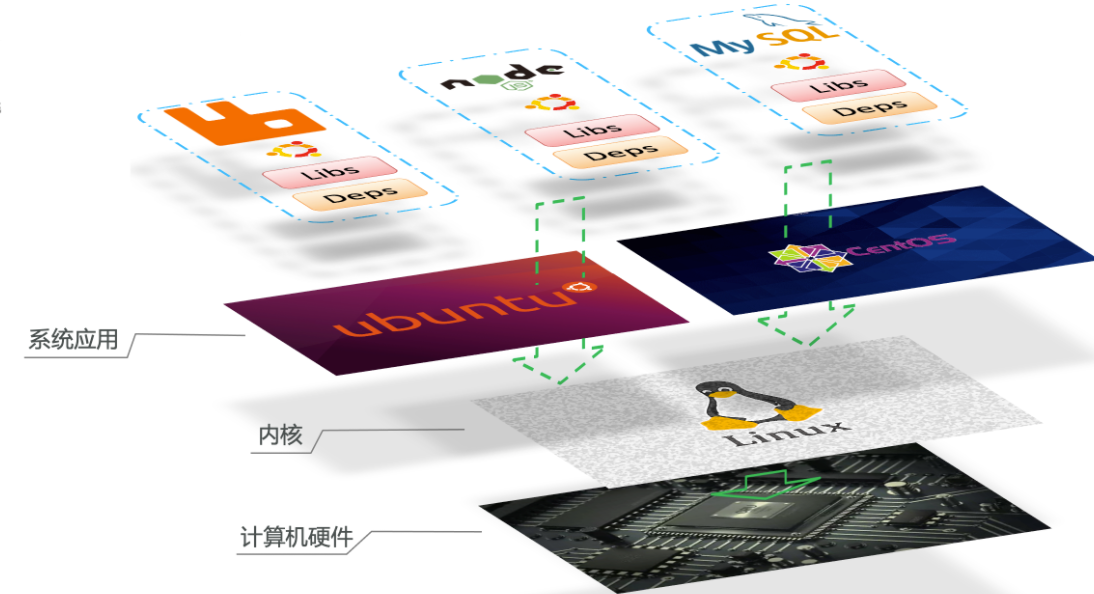 MySQL
node
JS
Libs
Deps
Libs
Deps
Libs
Deps
ubuntu
CentOS
系统应用
内核
Linux
计算机硬件